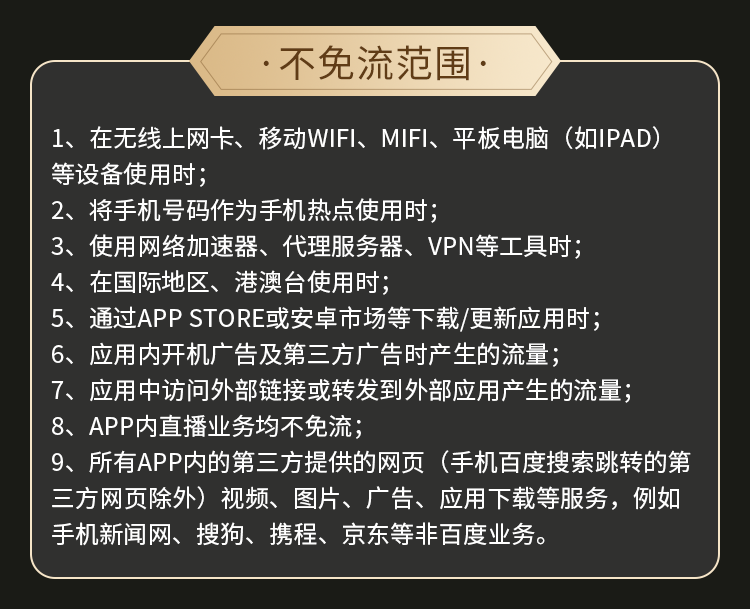 ·不免流范围·
1、在无线上网卡、移动WIFI、MIFI、平板电脑（如IPAD）
等设备使用时；
2、将手机号码作为手机热点使用时；
3、使用网络加速器、代理服务器、VPN等工具时；
4、在国际地区、港澳台使用时；
5、通过APP STORE或安卓市场等下载/更新应用时；
6、应用内开机广告及第三方广告时产生的流量；
7、应用中访问外部链接或转发到外部应用产生的流量；
8、APP内直播业务均不免流；
9、所有APP内的第三方提供的网页（手机百度搜索跳转的第
三方网页除外）视频、图片、广告、应用下载等服务，例如
手机新闻网、搜狗、携程、京东等非百度业务。